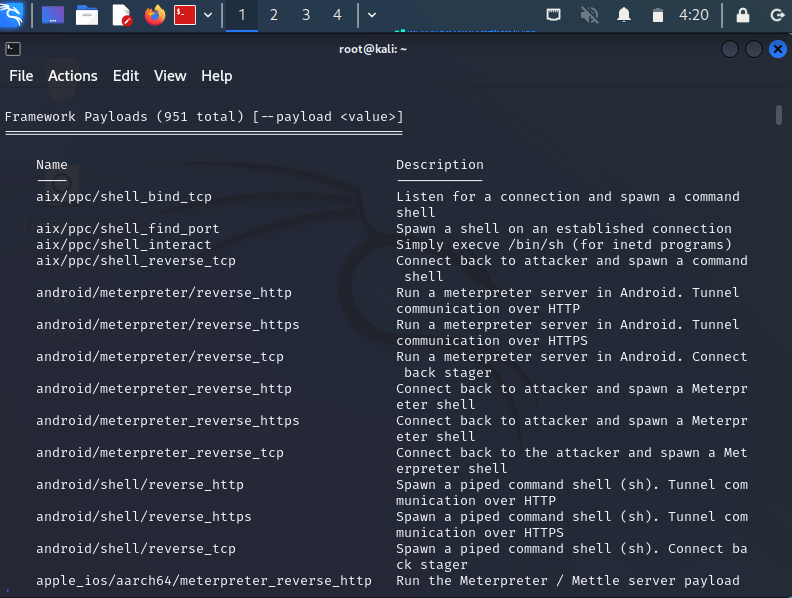 1 2 3 4 4:20
root@kali: ~
File Actions Edit View Help
Framework Payloads (951 total) [--payload <value>]
==================================================
Name Description
---- -----------
aix/ppc/shell_bind_tcp Listen for a connection and spawn a command
shell
aix/ppc/shell_find_port Spawn a shell on an established connection
aix/ppc/shell_interact Simply execve /bin/sh (for inetd programs)
aix/ppc/shell_reverse_tcp Connect back to attacker and spawn a command
shell
android/meterpreter/reverse_http Run a meterpreter server in Android. Tunnel
communication over HTTP
android/meterpreter/reverse_https Run a meterpreter server in Android. Tunnel
communication over HTTPS
android/meterpreter/reverse_tcp Run a meterpreter server in Android. Connect
back stager
android/meterpreter_reverse_http Connect back to attacker and spawn a Meterpr
eter shell
android/meterpreter_reverse_https Connect back to attacker and spawn a Meterpr
eter shell
android/meterpreter_reverse_tcp Connect back to the attacker and spawn a Met
erpreter shell
android/shell/reverse_http Spawn a piped command shell (sh). Tunnel com
munication over HTTP
android/shell/reverse_https Spawn a piped command shell (sh). Tunnel com
munication over HTTPS
android/shell/reverse_tcp Spawn a piped command shell (sh). Connect ba
ck stager
apple_ios/aarch64/meterpreter_reverse_http Run the Meterpreter / Mettle server payload